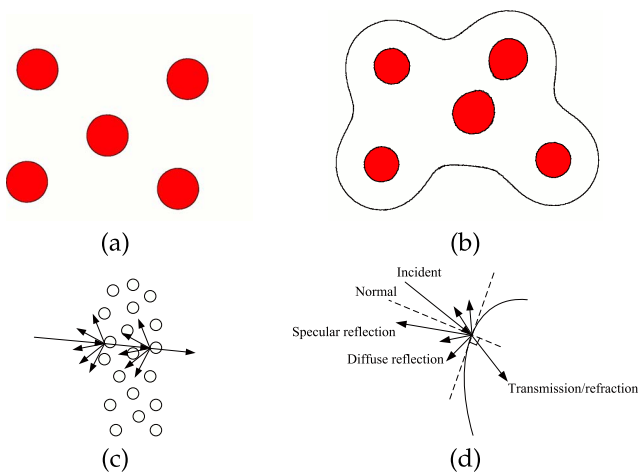 (a)
(b)
Incident
Normal
Specular reflection
Diffuse reflection
Transmission/refraction
(c)
(d)